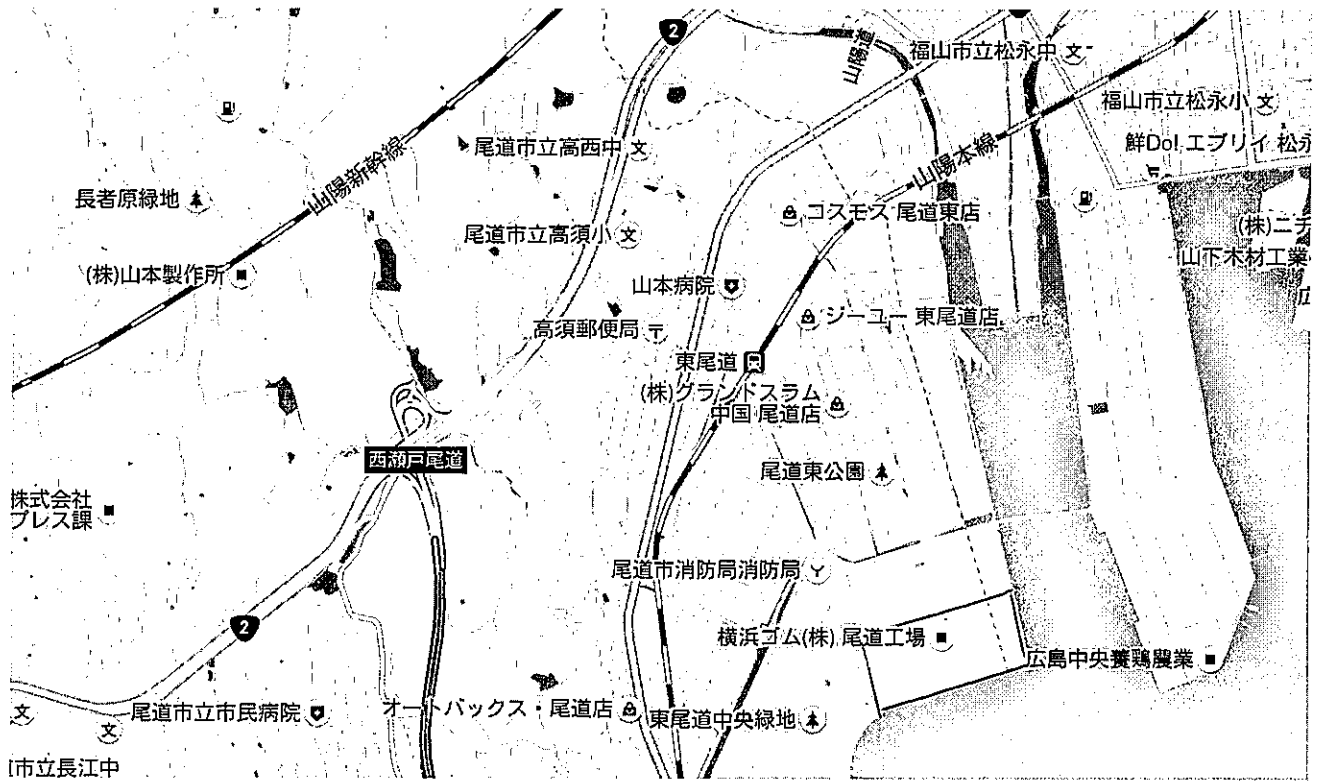 2
山陽道
福山市立松永中
福山市立松永小
鮮Do! エブリイ 松永
尾道市立高西中
山陽新幹線
山陽本線
長者原緑地
コスモス 尾道東店
尾道市立高須小
(株)ニチ
山下木材工業
(株)山本製作所
山本病院
広
高須郵便局
ジーユー 東尾道店
東尾道
(株)グランドスラム
中国 尾道店
西瀬戸尾道
尾道東公園
株式会社
プレス課
尾道市消防局消防局
2
横浜ゴム(株) 尾道工場
広島中央養鶏農業
尾道市立市民病院
オートバックス・尾道店
東尾道中央緑地
市立長江中